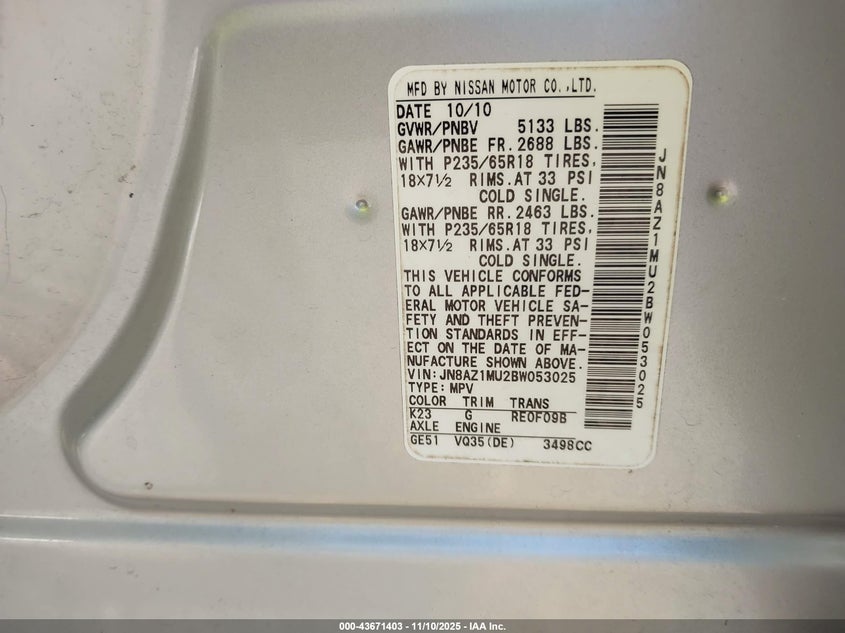 MFD BY NISSAN MOTOR CO.,LTD.
DATE 10/10
GVWR/PNBV 5133 LBS.
GAWR/PNBE FR. 2688 LBS.
WITH P235/65R18 TIRES,
18×7½ RIMS.AT 33 PSI
COLD SINGLE.
GAWR/PNBE RR. 2463 LBS.
WITH P235/65R18 TIRES,
18×7½ RIMS.AT 33 PSI
COLD SINGLE.
THIS VEHICLE CONFORMS
TO ALL APPLICABLE FED-
ERAL MOTOR VEHICLE SA-
FETY AND THEFT PREVEN-
TION STANDARDS IN EFF-
ECT ON THE DATE OF MA-
NUFACTURE SHOWN ABOVE.
VIN: JN8AZ1MU2BW053025
TYPE: MPV
COLOR TRIM TRANS
K23 G RE0F09B
AXLE ENGINE
GE51 VQ35(DE) 3498CC
JN8AZ1MU2BW053025
000-43671403 - 11/10/2025 - IAA Inc.